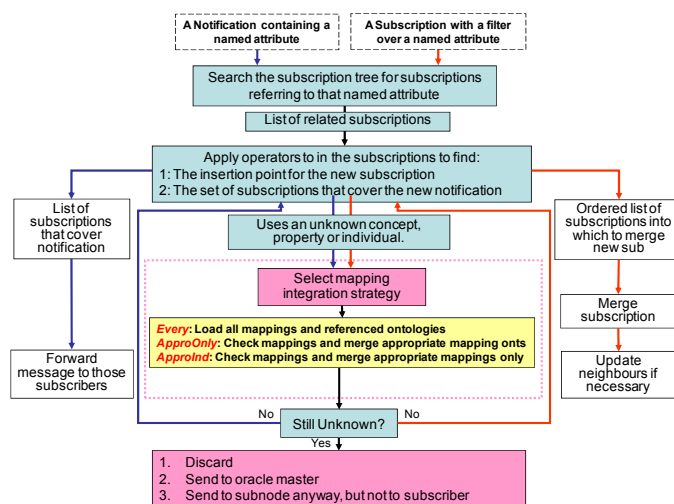 A Notification containing a
named attribute
A Subscription with a filter
over a named attribute
Search the subscription tree for subscriptions
referring to that named attribute
List of related subscriptions
Apply operators to in the subscriptions to find:
1: The insertion point for the new subscription
2: The set of subscriptions that cover the new notification
List of
subscriptions
that cover
notification
Uses an unknown concept,
property or individual.
Ordered list of
subscriptions into
which to merge
new sub
Select mapping
integration strategy
Merge
subscription
Every: Load all mappings and referenced ontologies
ApproOnly: Check mappings and merge appropriate mapping onts
ApproInd: Check mappings and merge appropriate mappings only
Forward
message to those
subscribers
Update
neighbours if
necessary
No
Still Unknown?
No
Yes
1. Discard
2. Send to oracle master
3. Send to subnode anyway, but not to subscriber